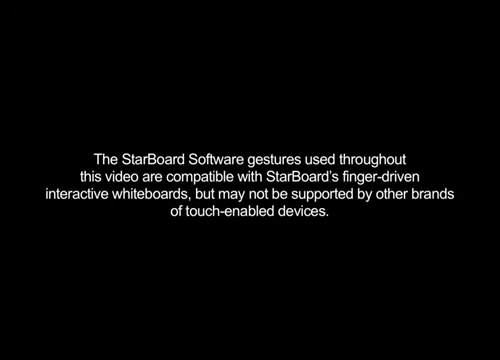 The StarBoard Software gestures used throughout
this video are compatible with StarBoard's finger-driven
interactive whiteboards, but may not be supported by other brands
of touch-enabled devices.